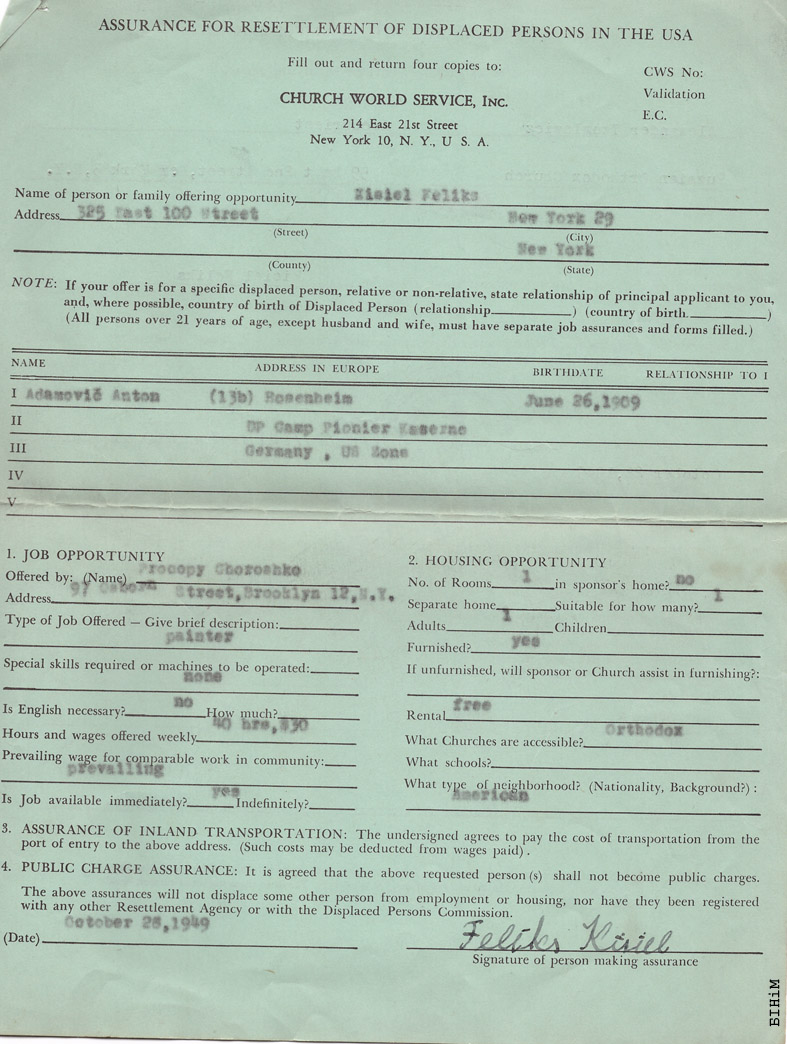 ASSURANCE FOR RESETTLEMENT OF DISPLACED PERSONS IN THE USA
Fill out and return four copies to:
CWS No:
CHURCH WORLD SERVICE, INC.
Validation
E.C.
214 East 21st Street
New York 10, N. Y., U S. A.
Name of person or family offering opportunity Kisiel Feliks
Address 325 East 100 Street New York 29
(Street) (City)
New York
(County) (State)
NOTE: If your offer is for a specific displaced person, relative or non-relative, state relationship of principal applicant to you,
and, where possible, country of birth of Displaced Person (relationship ) (country of birth )
(All persons over 21 years of age, except husband and wife, must have separate job assurances and forms filled.)
NAME ADDRESS IN EUROPE BIRTHDATE RELATIONSHIP TO I
I Adamovič Anton (13b) Rosenheim June 26,1909
II DP Camp Pionier Kaserne
III Germany , US Zone
IV
V
1. JOB OPPORTUNITY
Offered by: (Name) Procopy Choroshko
Address 97 Street, Brooklyn 12, N.Y.
Type of Job Offered — Give brief description:
painter
Special skills required or machines to be operated:
none
Is English necessary? no How much?
Hours and wages offered weekly 40 hrs, $30
Prevailing wage for comparable work in community:
prevailing
Is Job available immediately? yes Indefinitely?
2. HOUSING OPPORTUNITY
No. of Rooms 1 in sponsor's home? no
Separate home 1 Suitable for how many? 1
Adults Children
Furnished? yes
If unfurnished, will sponsor or Church assist in furnishing?:
Rental free
What Churches are accessible? Orthodox
What schools?
What type of neighborhood? (Nationality, Background?) :
American
3. ASSURANCE OF INLAND TRANSPORTATION: The undersigned agrees to pay the cost of transportation from the
port of entry to the above address. (Such costs may be deducted from wages paid) .
4. PUBLIC CHARGE ASSURANCE: It is agreed that the above requested person (s) shall not become public charges.
The above assurances will not displace some other person from employment or housing, nor have they been registered
with any other Resettlement Agency or with the Displaced Persons Commission.
(Date) October 28,1949
Feliks Kisiel
Signature of person making assurance
БІНіМ